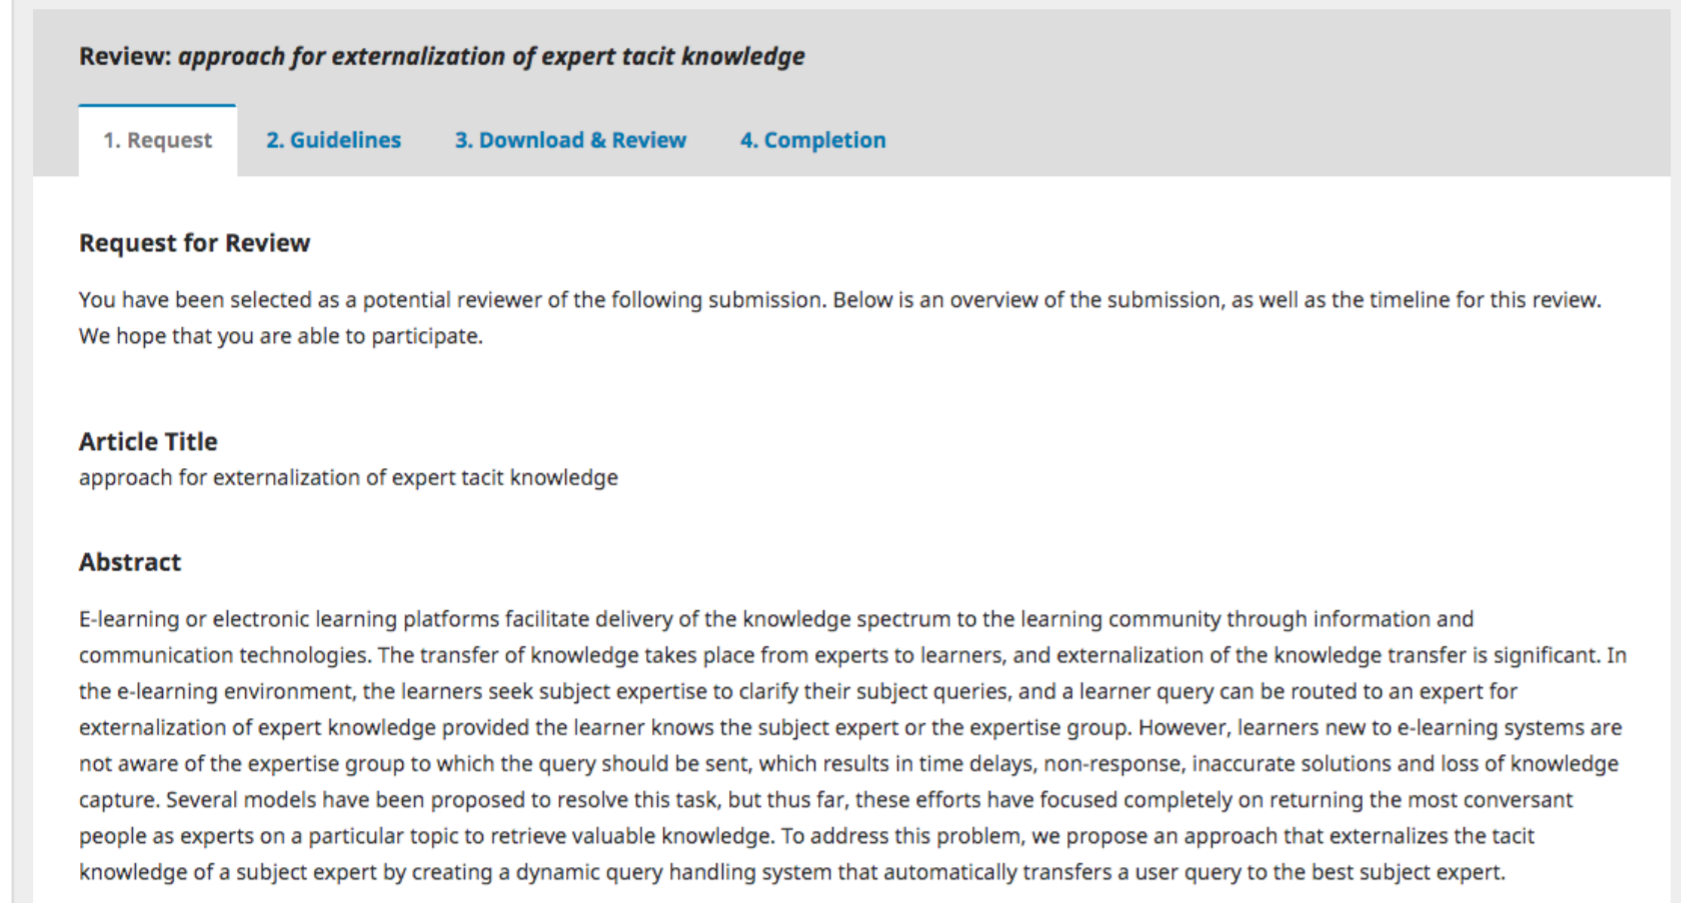 Review: approach for externalization of expert tacit knowledge
1. Request 2. Guidelines 3. Download & Review 4. Completion
Request for Review
You have been selected as a potential reviewer of the following submission. Below is an overview of the submission, as well as the timeline for this review.
We hope that you are able to participate.
Article Title
approach for externalization of expert tacit knowledge
Abstract
E-learning or electronic learning platforms facilitate delivery of the knowledge spectrum to the learning community through information and
communication technologies. The transfer of knowledge takes place from experts to learners, and externalization of the knowledge transfer is significant. In
the e-learning environment, the learners seek subject expertise to clarify their subject queries, and a learner query can be routed to an expert for
externalization of expert knowledge provided the learner knows the subject expert or the expertise group. However, learners new to e-learning systems are
not aware of the expertise group to which the query should be sent, which results in time delays, non-response, inaccurate solutions and loss of knowledge
capture. Several models have been proposed to resolve this task, but thus far, these efforts have focused completely on returning the most conversant
people as experts on a particular topic to retrieve valuable knowledge. To address this problem, we propose an approach that externalizes the tacit
knowledge of a subject expert by creating a dynamic query handling system that automatically transfers a user query to the best subject expert.